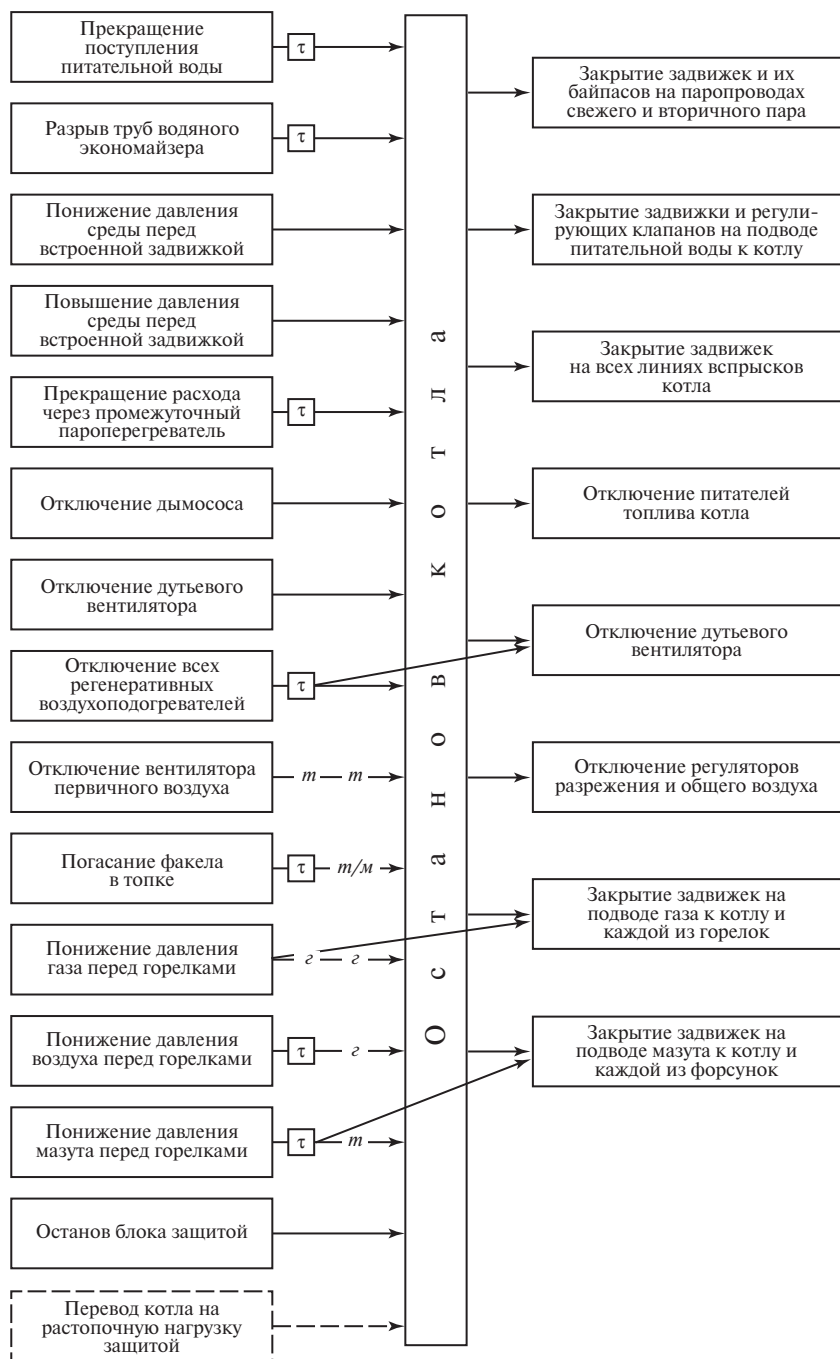 Прекращение
поступления
питательной воды
τ
Разрыв труб водяного
экономайзера
τ
Понижение давления
среды перед
встроенной задвижкой
Повышение давления
среды перед
встроенной задвижкой
Прекращение расхода
через промежуточный
пароперегреватель
τ
Отключение дымососа
Отключение дутьевого
вентилятора
Отключение всех
регенеративных
воздухоподогревателей
τ
Отключение вентилятора
первичного воздуха
т т
Погасание факела
в топке
τ т/м
Понижение давления
газа перед горелками
г г
Понижение давления
воздуха перед горелками
τ г
Понижение давления
мазута перед горелками
τ т
Останов блока защитой
Перевод котла на
растопочную нагрузку
защитой
Останов котла
Закрытие задвижек и их
байпасов на паропроводах
свежего и вторичного пара
Закрытие задвижки и регули-
рующих клапанов на подводе
питательной воды к котлу
Закрытие задвижек
на всех линиях вспрысков
котла
Отключение питателей
топлива котла
Отключение дутьевого
вентилятора
Отключение регуляторов
разрежения и общего воздуха
Закрытие задвижек на
подводе газа к котлу и
каждой из горелок
Закрытие задвижек на
подводе мазута к котлу и
каждой из форсунок